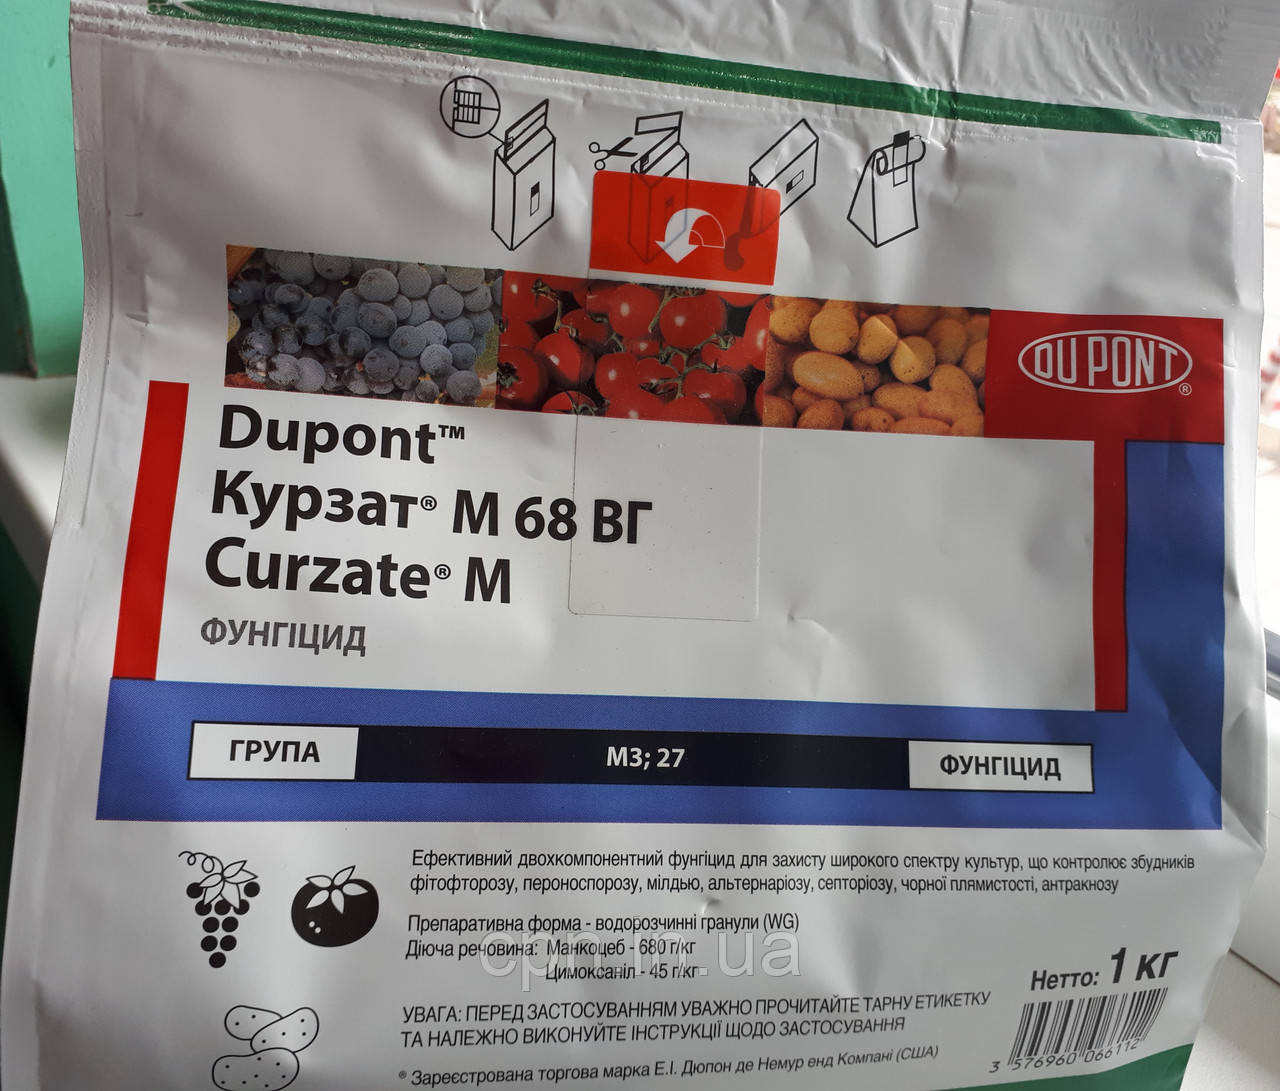 DU PONT®
Dupont™
Курзат® М 68 ВГ
Curzate® M
ФУНГІЦИД
ГРУПА М3; 27 ФУНГІЦИД
Ефективний двохкомпонентний фунгіцид для захисту широкого спектру культур, що контролює збудників
фітофторозу, пероноспорозу, мілдью, альтернаріозу, септоріозу, чорної плямистості, антракнозу
Препаративна форма - водорозчинні гранули (WG)
Діюча речовина: Манкоцеб - 680 г/кг
Цимоксаніл - 45 г/кг
cpn.in.ua
Нетто: 1 кг
УВАГА: ПЕРЕД ЗАСТОСУВАННЯМ УВАЖНО ПРОЧИТАЙТЕ ТАРНУ ЕТИКЕТКУ
ТА НАЛЕЖНО ВИКОНУЙТЕ ІНСТРУКЦІЇ ЩОДО ЗАСТОСУВАННЯ
3 576960 066112
® Зареєстрована торгова марка Е.І. Дюпон де Немур енд Компані (США)